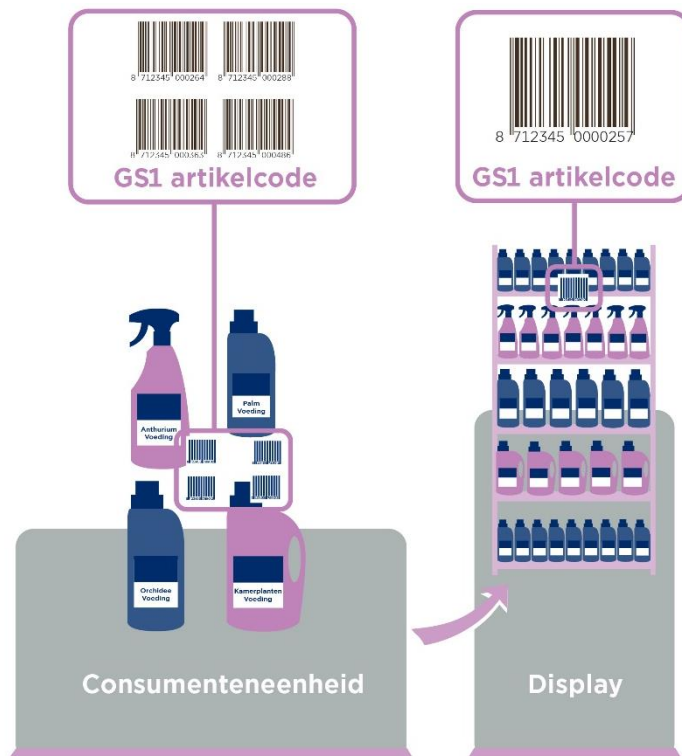 8 712345 000264
8 712345 000288
8 712345 000363
8 712345 000486
GS1 artikelcode
8 712345 0000257
GS1 artikelcode
Anthurium
Voeding
Palm
Voeding
Orchidee
Voeding
Kamerplanten
Voeding
Consumenteneenheid
Display